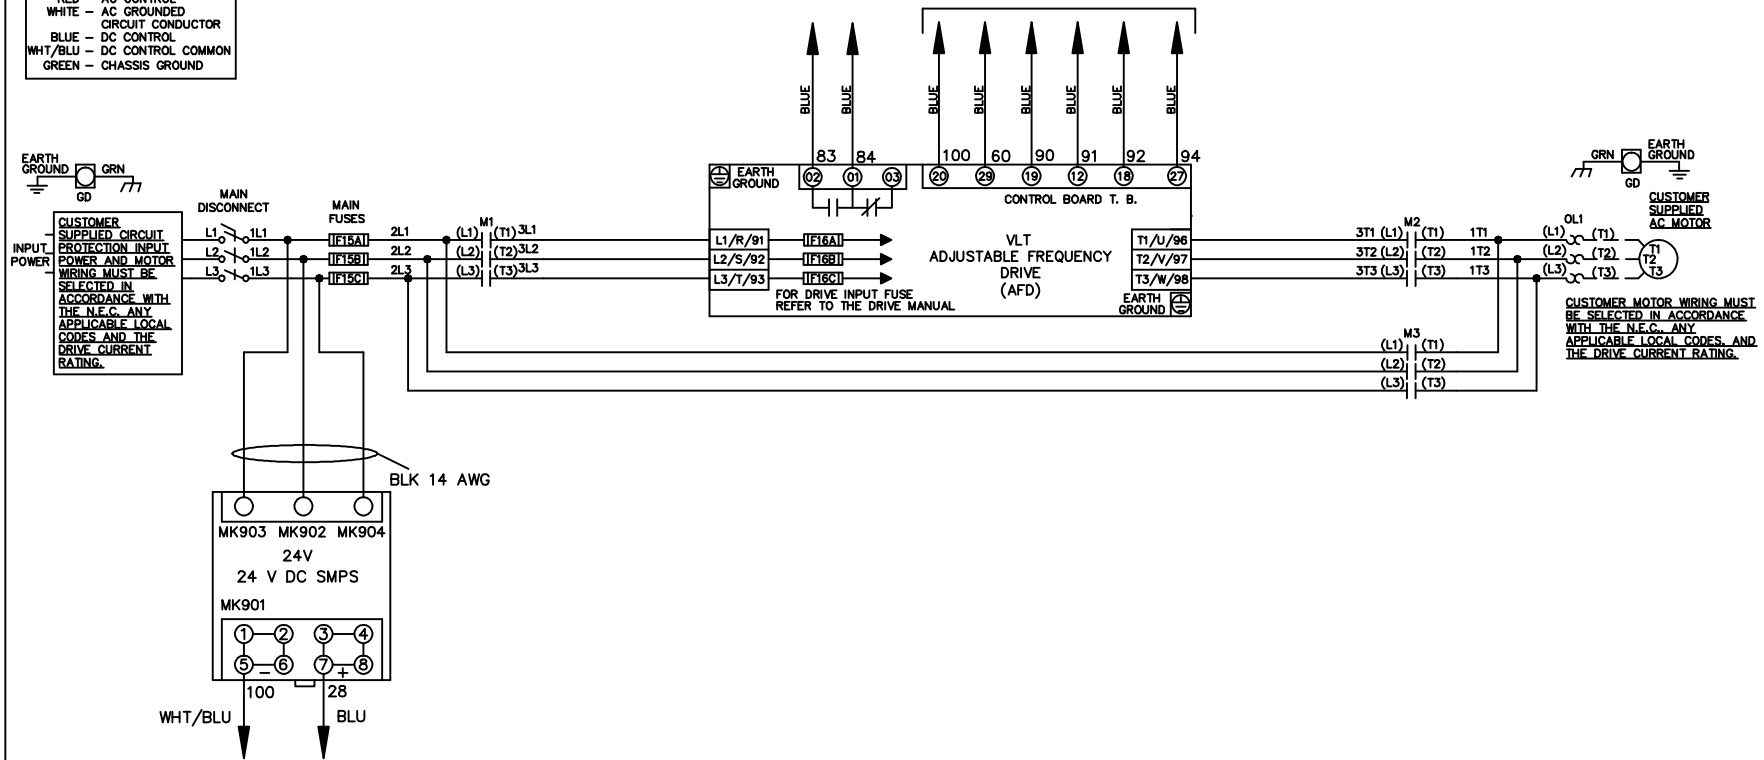 WHITE – AC GROUNDED
CIRCUIT CONDUCTOR
BLUE – DC CONTROL
WHT/BLU – DC CONTROL COMMON
GREEN – CHASSIS GROUND
BLUE
BLUE
BLUE
BLUE
BLUE
BLUE
BLUE
BLUE
83
84
100
60
90
91
92
94
EARTH
GROUND
02
01
03
20
29
19
12
18
27
CONTROL BOARD T. B.
EARTH
GROUND
GRN
GD
GRN
EARTH
GROUND
GD
MAIN
DISCONNECT
MAIN
FUSES
INPUT
POWER
CUSTOMER
SUPPLIED CIRCUIT
PROTECTION INPUT
POWER AND MOTOR
WIRING MUST BE
SELECTED IN
ACCORDANCE WITH
THE N.E.C. ANY
APPLICABLE LOCAL
CODES AND THE
DRIVE CURRENT
RATING.
L1 1L1 F15A 2L1 (L1) M1 (T1) 3L1
L2 1L2 F15B 2L2 (L2) (T2) 3L2
L3 1L3 F15C 2L3 (L3) (T3) 3L3
L1/R/91 F16A
L2/S/92 F16B
L3/T/93 F16C
FOR DRIVE INPUT FUSE
REFER TO THE DRIVE MANUAL
VLT
ADJUSTABLE FREQUENCY
DRIVE
(AFD)
T1/U/96
T2/V/97
T3/W/98
EARTH
GROUND
M2
3T1 (L1) (T1) 1T1
3T2 (L2) (T2) 1T2
3T3 (L3) (T3) 1T3
OL1
(L1) (T1)
(L2) (T2)
(L3) (T3)
T1
T2
T3
CUSTOMER
SUPPLIED
AC MOTOR
CUSTOMER MOTOR WIRING MUST
BE SELECTED IN ACCORDANCE
WITH THE N.E.C., ANY
APPLICABLE LOCAL CODES, AND
THE DRIVE CURRENT RATING.
M3
(L1) (T1)
(L2) (T2)
(L3) (T3)
BLK 14 AWG
MK903 MK902 MK904
24V
24 V DC SMPS
MK901
1 2 3 4
5 – 6 7 + 8
100
28
WHT/BLU
BLU